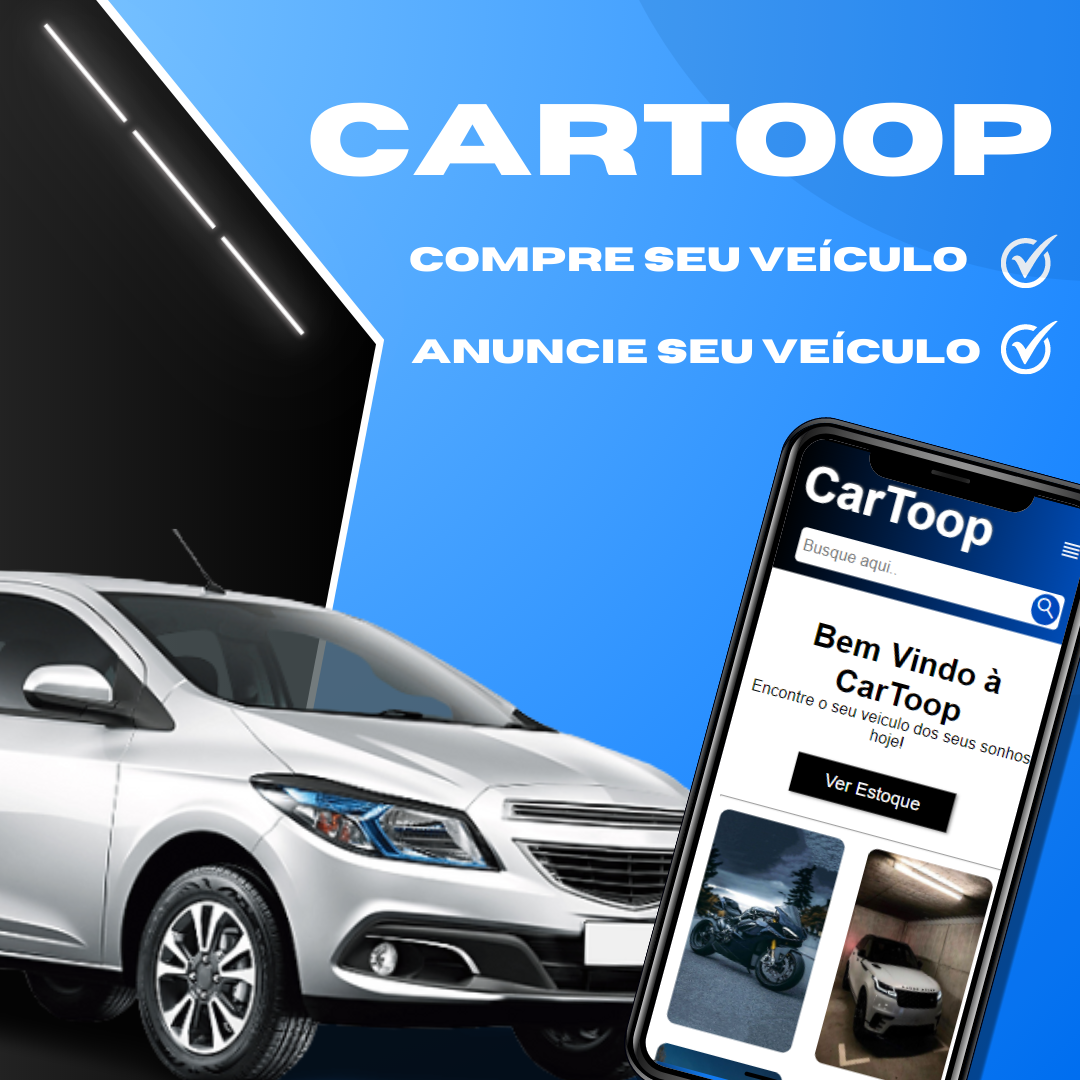 CARTOOP
COMPRE SEU VEÍCULO
ANUNCIE SEU VEÍCULO
CarToop
Busque aqui..
Bem Vindo à
CarToop
Encontre o seu veiculo dos seus sonhos
hoje!
Ver Estoque